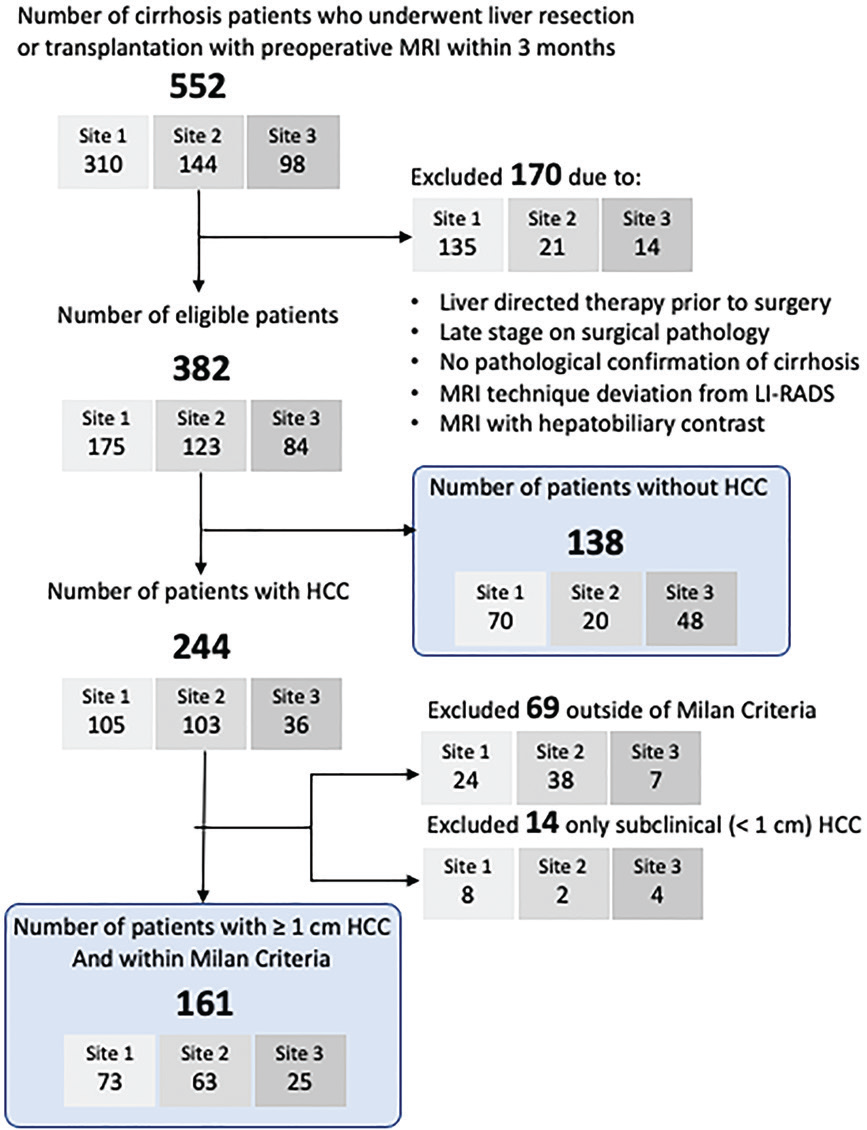 Number of cirrhosis patients who underwent liver resection
or transplantation with preoperative MRI within 3 months
552
Site 1 Site 2 Site 3
310 144 98
Excluded 170 due to:
Site 1 Site 2 Site 3
135 21 14
• Liver directed therapy prior to surgery
• Late stage on surgical pathology
• No pathological confirmation of cirrhosis
• MRI technique deviation from LI-RADS
• MRI with hepatobiliary contrast
Number of eligible patients
382
Site 1 Site 2 Site 3
175 123 84
Number of patients without HCC
138
Site 1 Site 2 Site 3
70 20 48
Number of patients with HCC
244
Site 1 Site 2 Site 3
105 103 36
Excluded 69 outside of Milan Criteria
Site 1 Site 2 Site 3
24 38 7
Excluded 14 only subclinical (< 1 cm) HCC
Site 1 Site 2 Site 3
8 2 4
Number of patients with ≥ 1 cm HCC
And within Milan Criteria
161
Site 1 Site 2 Site 3
73 63 25